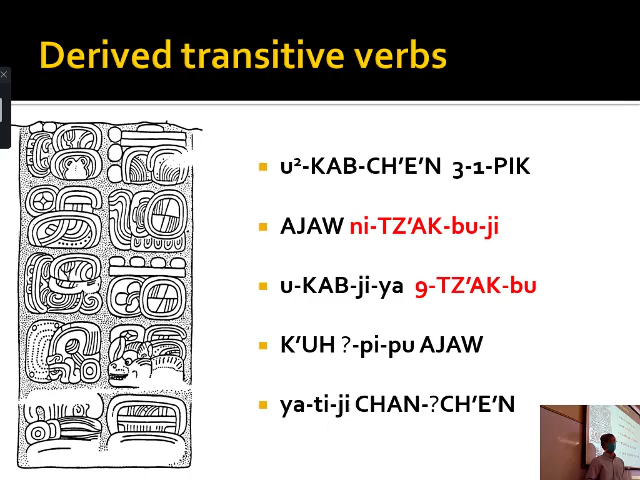 Derived transitive verbs
u²-KAB-CH’E’N 3-1-PIK
AJAW ni-TZ’AK-bu-ji
u-KAB-ji-ya 9-TZ’AK-bu
K’UH ?-pi-pu AJAW
ya-ti-ji CHAN-?CH’E’N